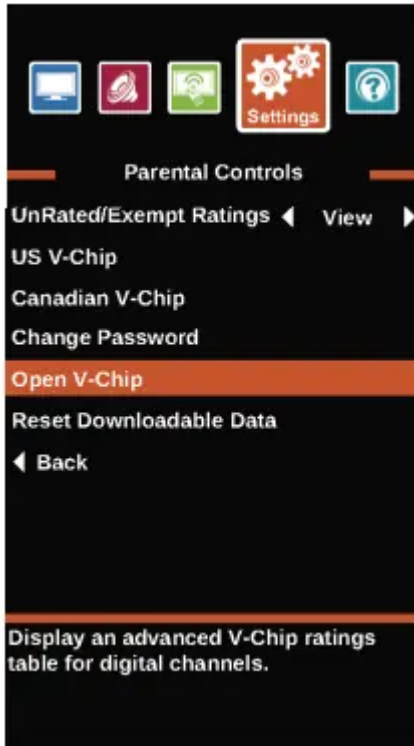 Settings
Parental Controls
UnRated/Exempt Ratings ◀ View ▶
US V-Chip
Canadian V-Chip
Change Password
Open V-Chip
Reset Downloadable Data
◀ Back
Display an advanced V-Chip ratings
table for digital channels.